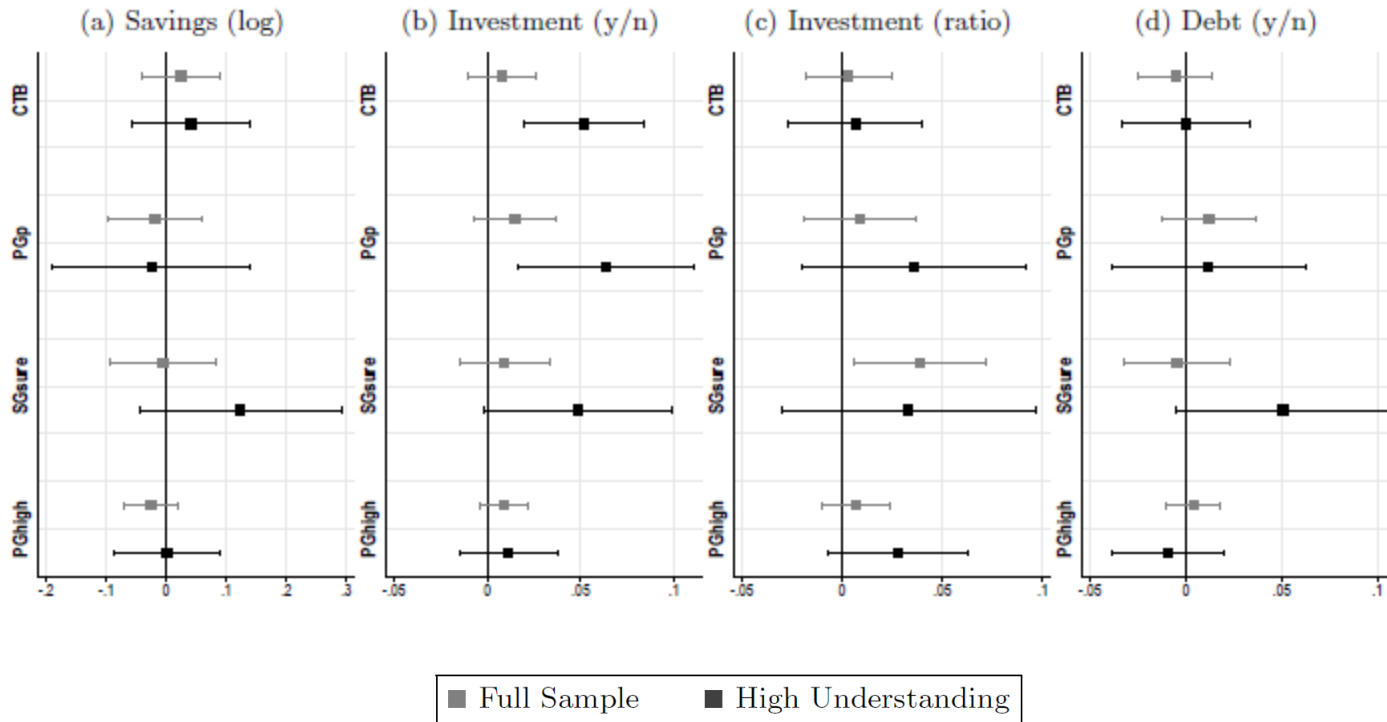 (a) Savings (log)
(b) Investment (y/n)
(c) Investment (ratio)
(d) Debt (y/n)
CTB
PGp
SGsure
PGhigh
-.2 -.1 0 .1 .2 .3
CTB
PGp
SGsure
PGhigh
-.05 0 .05 .1
CTB
PGp
SGsure
PGhigh
-.05 0 .05 .1
CTB
PGp
SGsure
PGhigh
-.05 0 .05 .1
Full Sample High Understanding